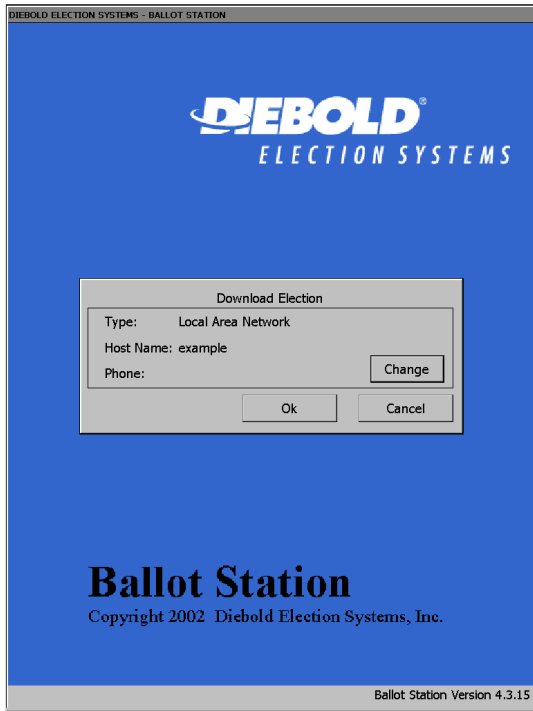 DIEBOLD ELECTION SYSTEMS - BALLOT STATION
DIEBOLD®
ELECTION SYSTEMS
Download Election
Type: Local Area Network
Host Name: example
Phone:
Change
Ok Cancel
Ballot Station
Copyright 2002 Diebold Election Systems, Inc.
Ballot Station Version 4.3.15